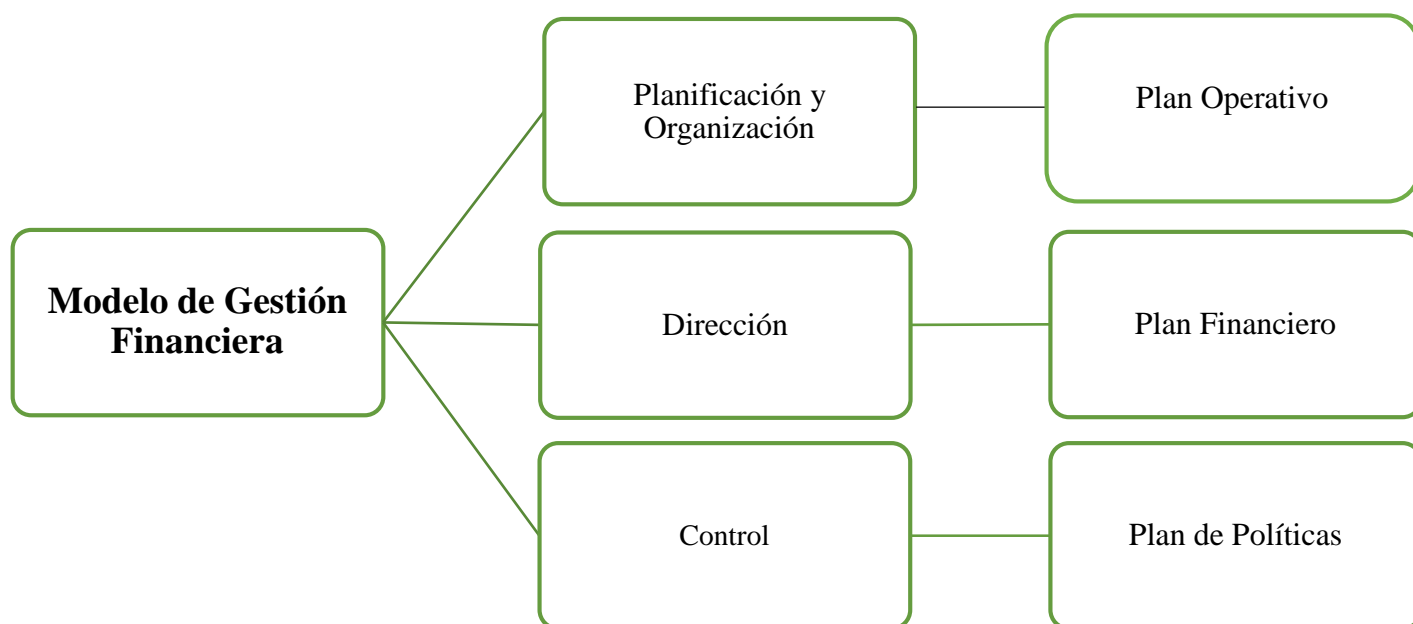 Modelo de Gestión
Financiera
Planificación y
Organización
Plan Operativo
Dirección
Plan Financiero
Control
Plan de Políticas